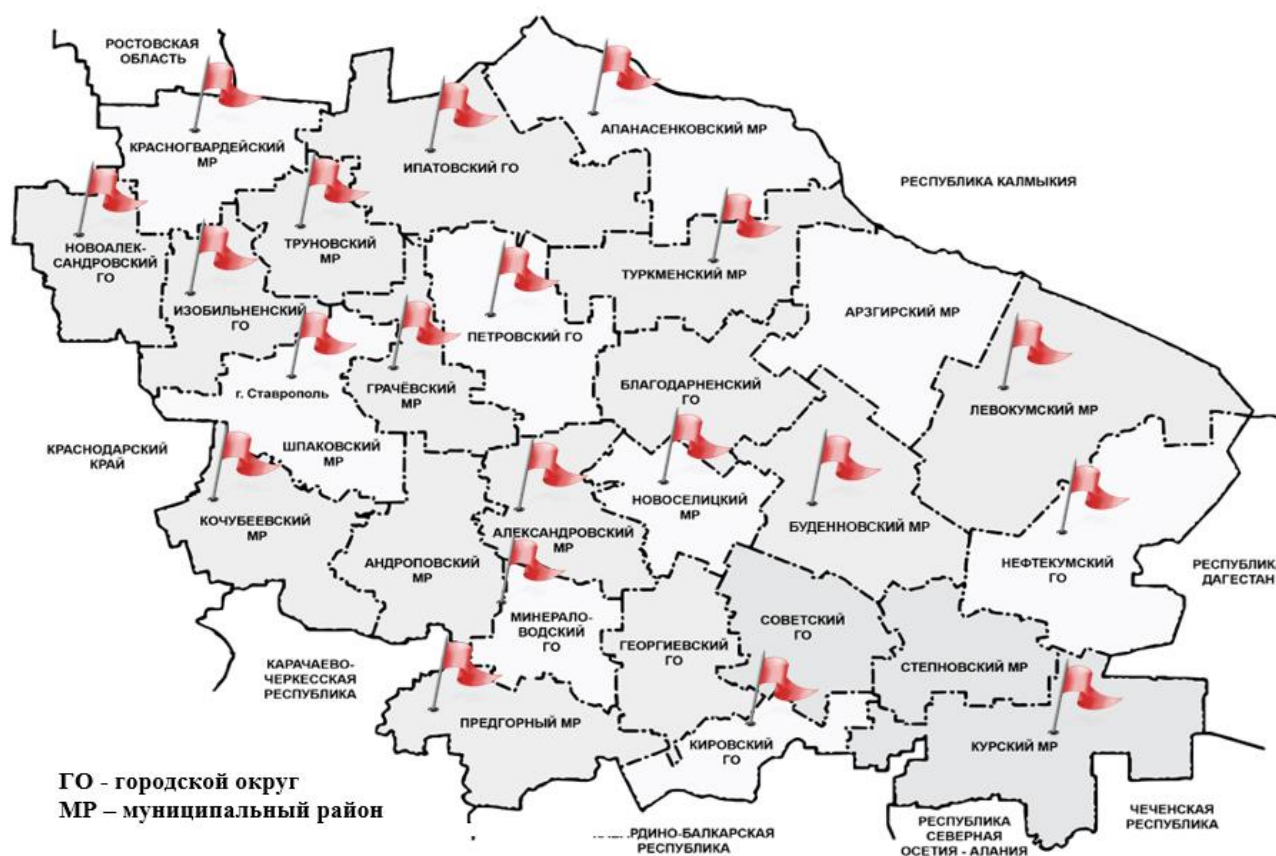 РОСТОВСКАЯ
ОБЛАСТЬ
КРАСНОГВАРДЕЙСКИЙ
МР
АПАНАСЕНКОВСКИЙ МР
ИПАТОВСКИЙ ГО
РЕСПУБЛИКА КАЛМЫКИЯ
НОВОАЛЕК-
САНДРОВСКИЙ
ГО
ТРУНОВСКИЙ
МР
ТУРКМЕНСКИЙ МР
ИЗОБИЛЬНЕНСКИЙ
ГО
АРЗГИРСКИЙ МР
ПЕТРОВСКИЙ ГО
г. Ставрополь
ГРАЧЁВСКИЙ
МР
БЛАГОДАРНЕНСКИЙ
ГО
ЛЕВОКУМСКИЙ МР
КРАСНОДАРСКИЙ
КРАЙ
ШПАКОВСКИЙ
МР
НОВОСЕЛИЦКИЙ
МР
КОЧУБЕЕВСКИЙ
МР
АЛЕКСАНДРОВСКИЙ
МР
БУДЕННОВСКИЙ МР
АНДРОПОВСКИЙ
МР
НЕФТЕКУМСКИЙ
ГО
РЕСПУБЛИКА
ДАГЕСТАН
МИНЕРАЛО-
ВОДСКИЙ
ГО
ГЕОРГИЕВСКИЙ
ГО
СОВЕТСКИЙ
ГО
СТЕПНОВСКИЙ МР
КАРАЧАЕВО-
ЧЕРКЕССКАЯ
РЕСПУБЛИКА
ПРЕДГОРНЫЙ МР
КИРОВСКИЙ
ГО
КУРСКИЙ МР
ГО - городской округ
МР – муниципальный район
РДИНО-БАЛКАРСКАЯ
РЕСПУБЛИКА
РЕСПУБЛИКА
СЕВЕРНАЯ
ОСЕТИЯ - АЛАНИЯ
ЧЕЧЕНСКАЯ
РЕСПУБЛИКА